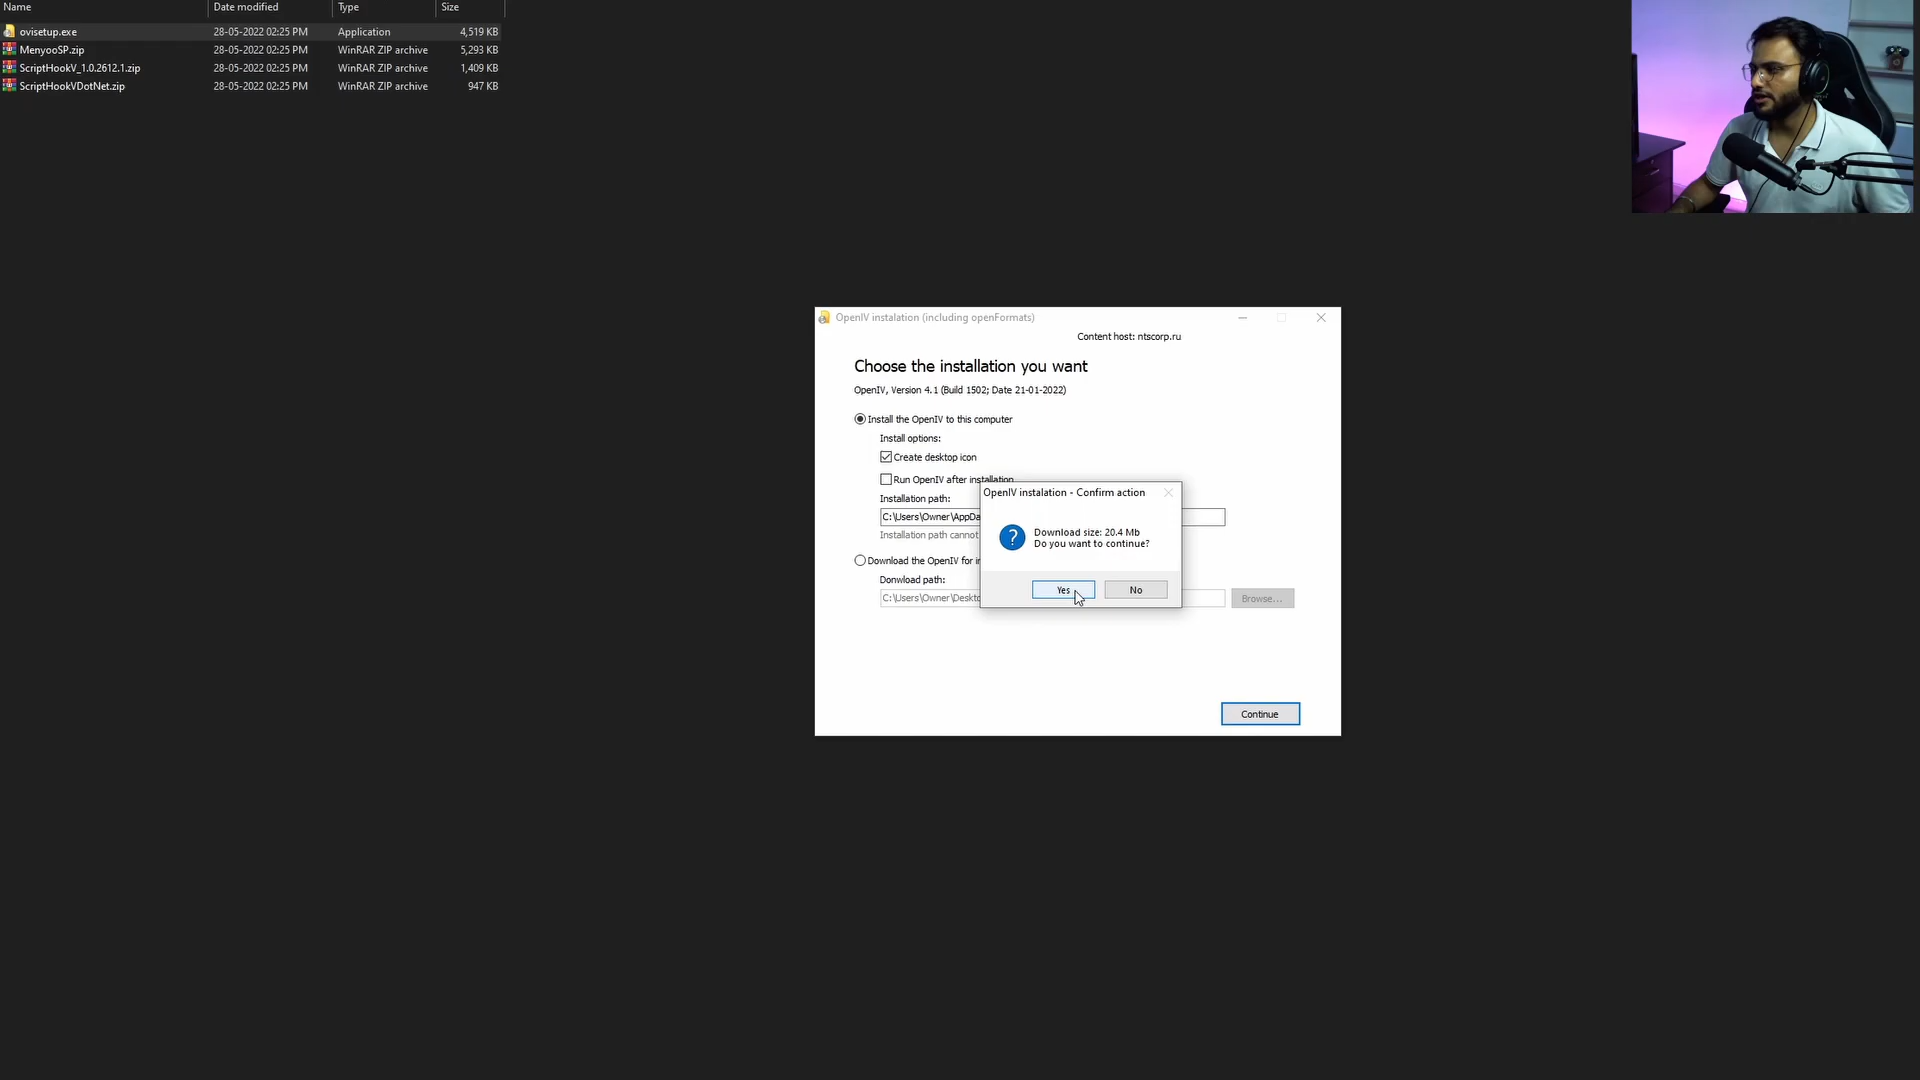 Name Date modified Type Size
ovisetup.exe 28-05-2022 02:25 PM Application 4,519 KB
MenyooSP.zip 28-05-2022 02:25 PM WinRAR ZIP archive 5,293 KB
ScriptHookV_1.0.2612.1.zip 28-05-2022 02:25 PM WinRAR ZIP archive 1,409 KB
ScriptHookVDotNet.zip 28-05-2022 02:25 PM WinRAR ZIP archive 947 KB
OpenIV instalation (including openFormats)
Content host: ntscorp.ru
Choose the installation you want
OpenIV, Version 4.1 (Build 1502; Date 21-01-2022)
Install the OpenIV to this computer
Install options:
Create desktop icon
Run OpenIV after installation
Installation path:
C:\Users\Owner\AppDa
Installation path cannot
Download the OpenIV for
Donwload path:
C:\Users\Owner\Deskto
Browse...
OpenIV instalation - Confirm action
Download size: 20.4 Mb
Do you want to continue?
Yes No
Continue